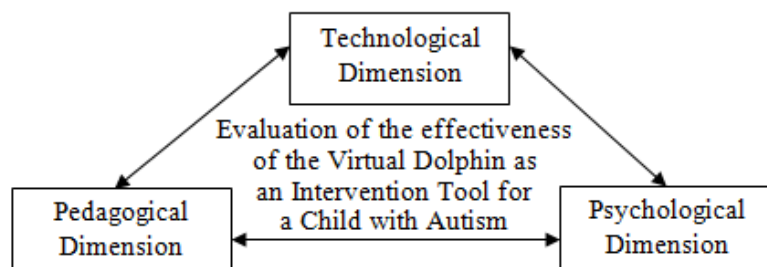 Technological
Dimension
Evaluation of the effectiveness
of the Virtual Dolphin as
an Intervention Tool for
a Child with Autism
Pedagogical
Dimension
Psychological
Dimension